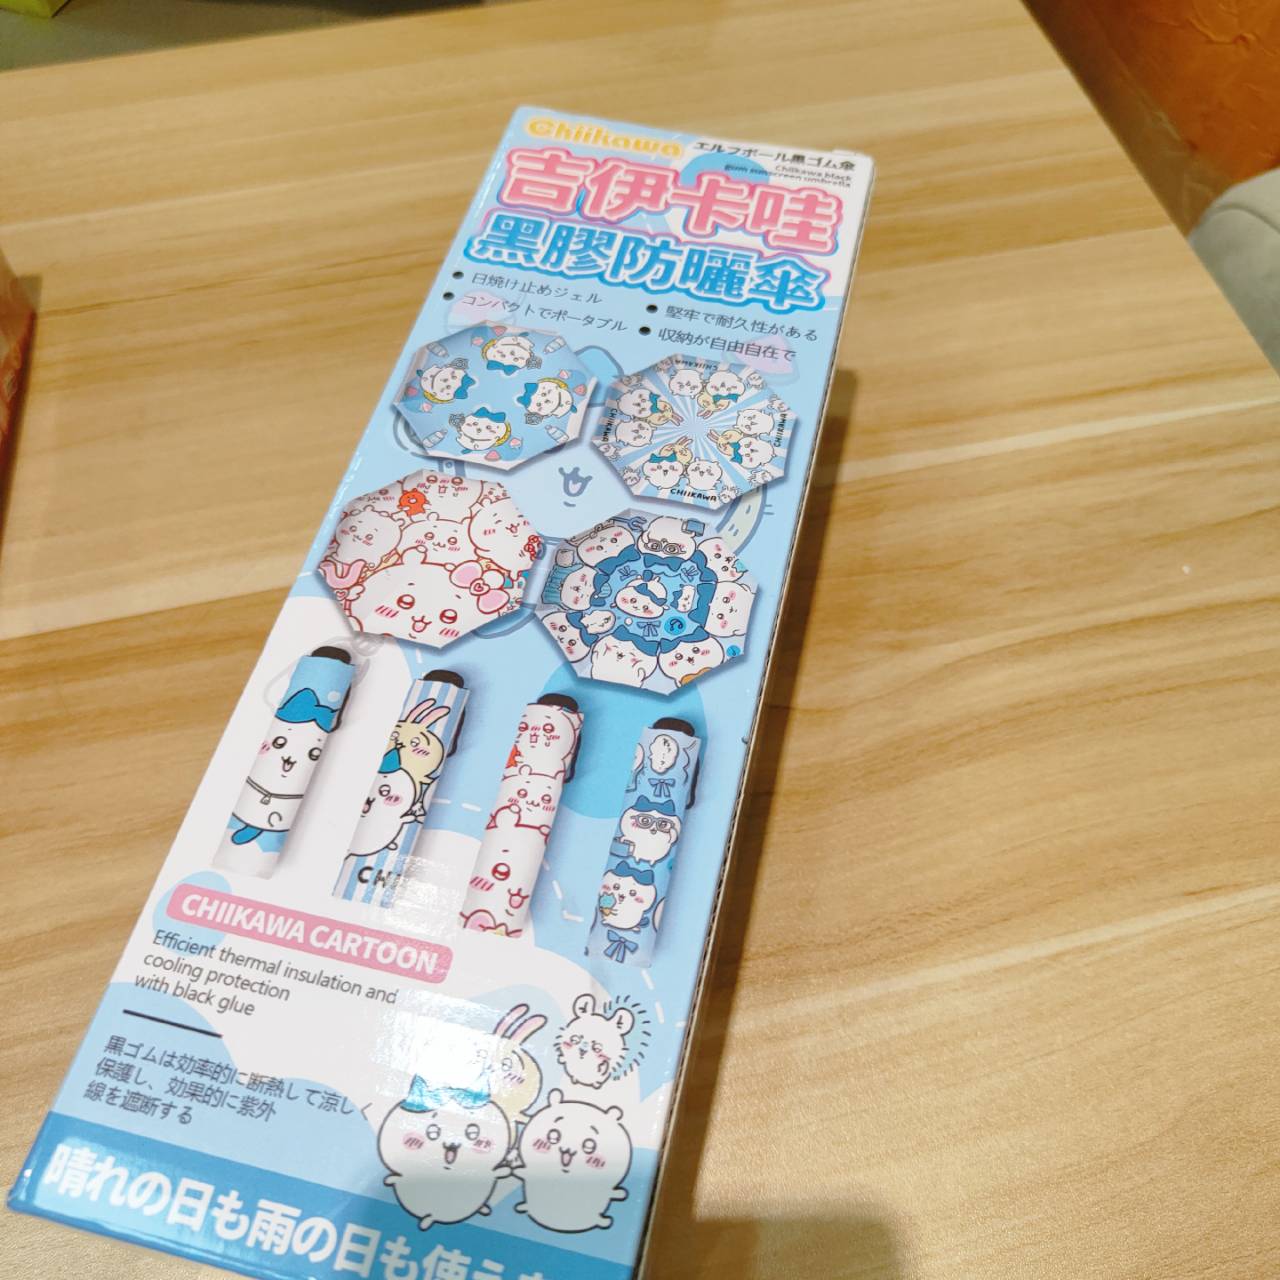 Chiikawa
エルフボール黒ゴム傘
Chiikawa black
gum sunscreen umbrella
吉伊卡哇
黑膠防曬傘
日焼け止めジェル
コンパクトでポータブル
堅牢で耐久性がある
収納が自由自在で
CHIIKAWA
CHIIKAWA
CHIIKAWA
CHIIKAWA
CHI
CHIIKAWA CARTOON
Efficient thermal insulation and
cooling protection
with black glue
黒ゴムは効率的に断熱して涼し
保護し、効果的に紫外
線を遮断する
晴れの日も雨の日も使え